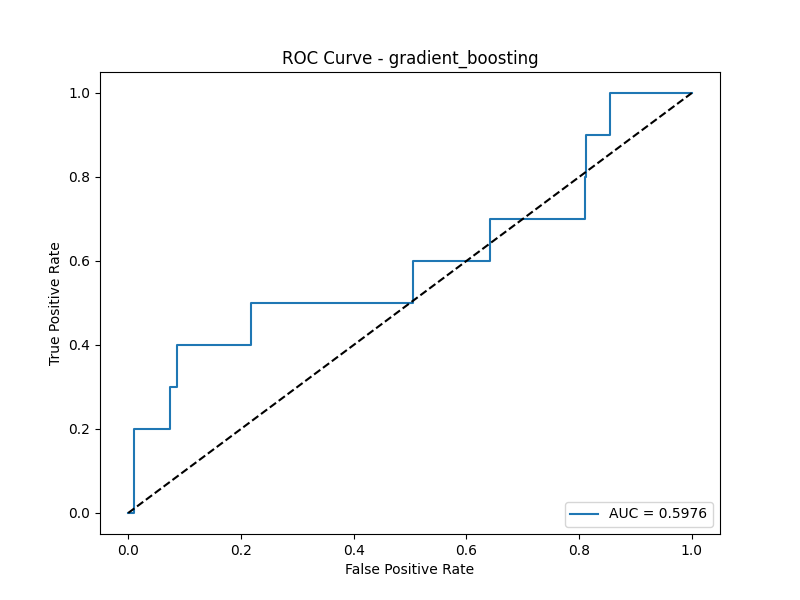 ROC Curve - gradient_boosting
True Positive Rate
1.0
0.8
0.6
0.4
0.2
0.0
AUC = 0.5976
0.0 0.2 0.4 0.6 0.8 1.0
False Positive Rate